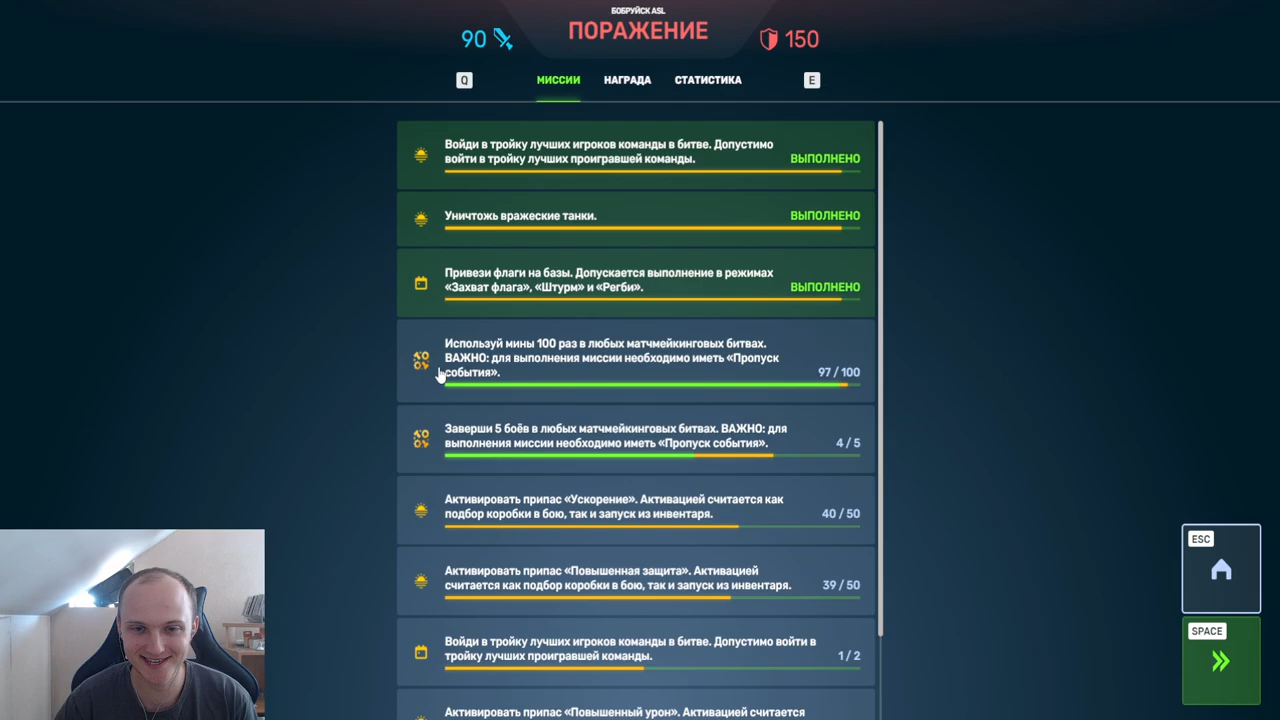 БОБРУЙСК ASL
90
ПОРАЖЕНИЕ
150
Q
МИССИИ
НАГРАДА
СТАТИСТИКА
E
Войди в тройку лучших игроков команды в битве. Допустимо
войти в тройку лучших проигравшей команды.
ВЫПОЛНЕНО
Уничтожь вражеские танки.
ВЫПОЛНЕНО
Привези флаги на базы. Допускается выполнение в режимах
«Захват флага», «Штурм» и «Регби».
ВЫПОЛНЕНО
Используй мины 100 раз в любых матчмейкинговых битвах.
ВАЖНО: для выполнения миссии необходимо иметь «Пропуск
события».
97 / 100
Заверши 5 боёв в любых матчмейкинговых битвах. ВАЖНО: для
выполнения миссии необходимо иметь «Пропуск события».
4 / 5
Активировать припас «Ускорение». Активацией считается как
подбор коробки в бою, так и запуск из инвентаря.
40 / 50
Активировать припас «Повышенная защита». Активацией
считается как подбор коробки в бою, так и запуск из инвентаря.
39 / 50
Войди в тройку лучших игроков команды в битве. Допустимо войти в
тройку лучших проигравшей команды.
1 / 2
Активировать припас «Повышенный урон». Активацией считается
ESC
SPACE